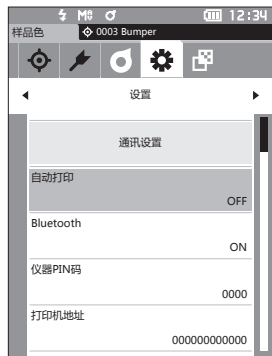 M 12:34
样品色 0003 Bumper
设置
通讯设置
自动打印
OFF
Bluetooth
ON
仪器PIN码
0000
打印机地址
000000000000